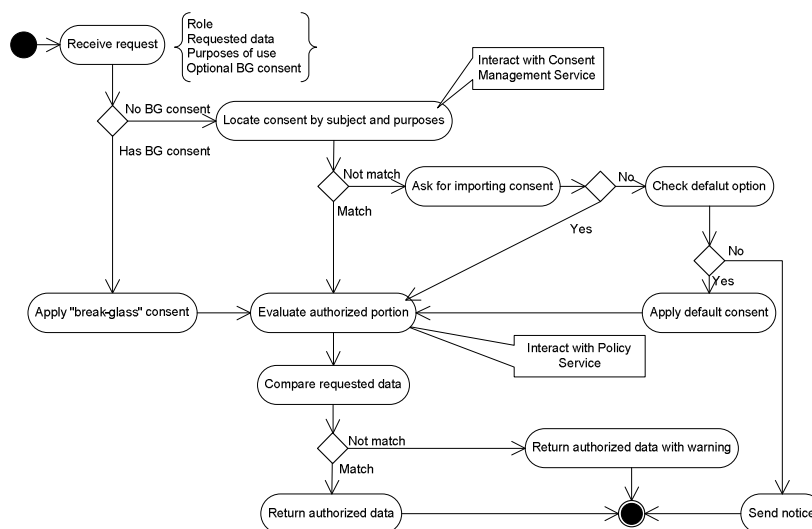 Receive request
Role
Requested data
Purposes of use
Optional BG consent
Interact with Consent
Management Service
No BG consent
Locate consent by subject and purposes
Has BG consent
Not match
Ask for importing consent
No
Check defalut option
Match
Yes
No
Yes
Apply "break-glass" consent
Evaluate authorized portion
Apply default consent
Interact with Policy
Service
Compare requested data
Not match
Return authorized data with warning
Match
Return authorized data
Send notice